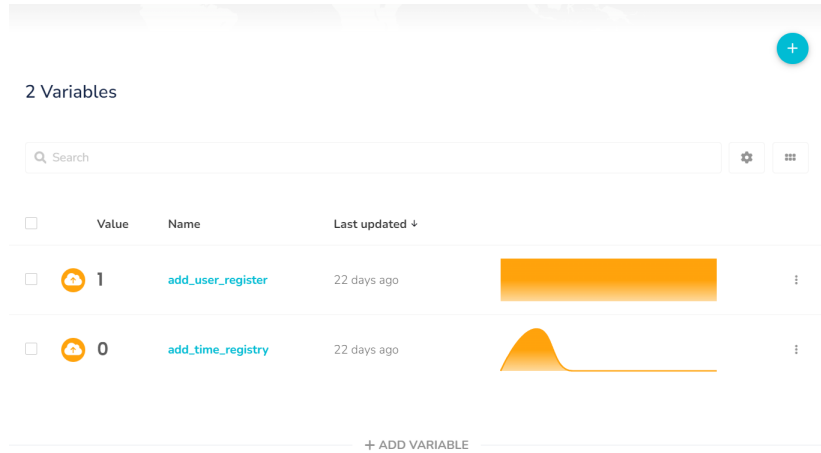 2 Variables
Search
Value Name Last updated ↓
1 add_user_register 22 days ago
0 add_time_registry 22 days ago
+ ADD VARIABLE